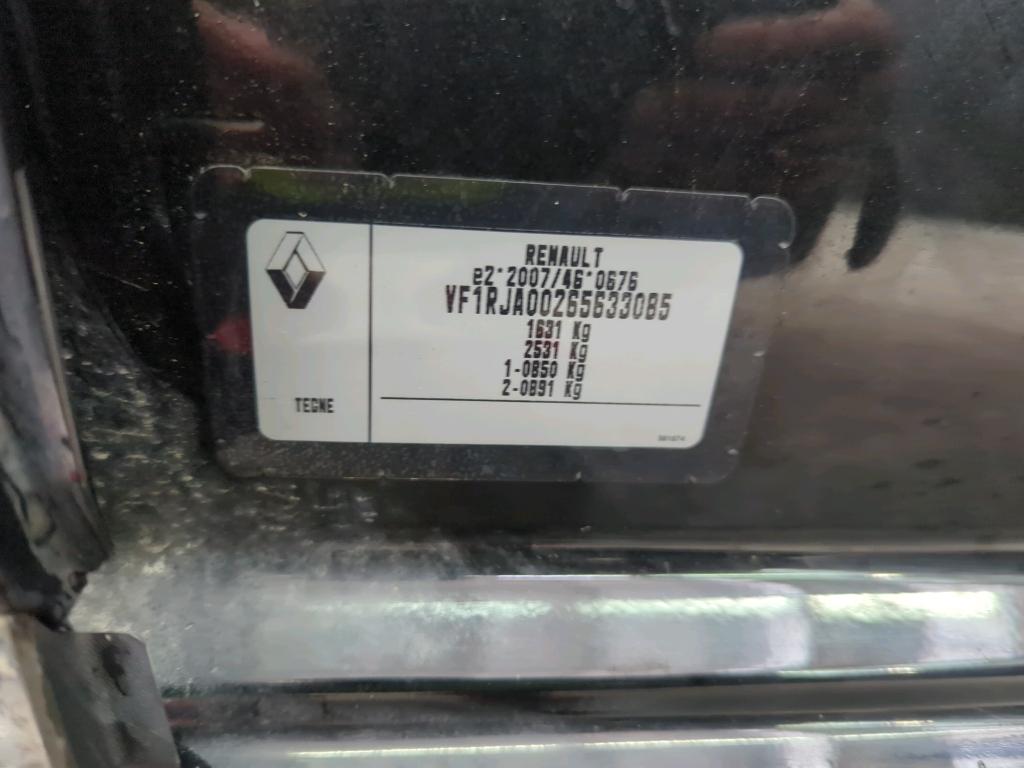 RENAULT
e2*2007/46*0676
VF1RJA00265633085
1631 Kg
2531 Kg
1-0850 Kg
2-0891 Kg
TEGNE